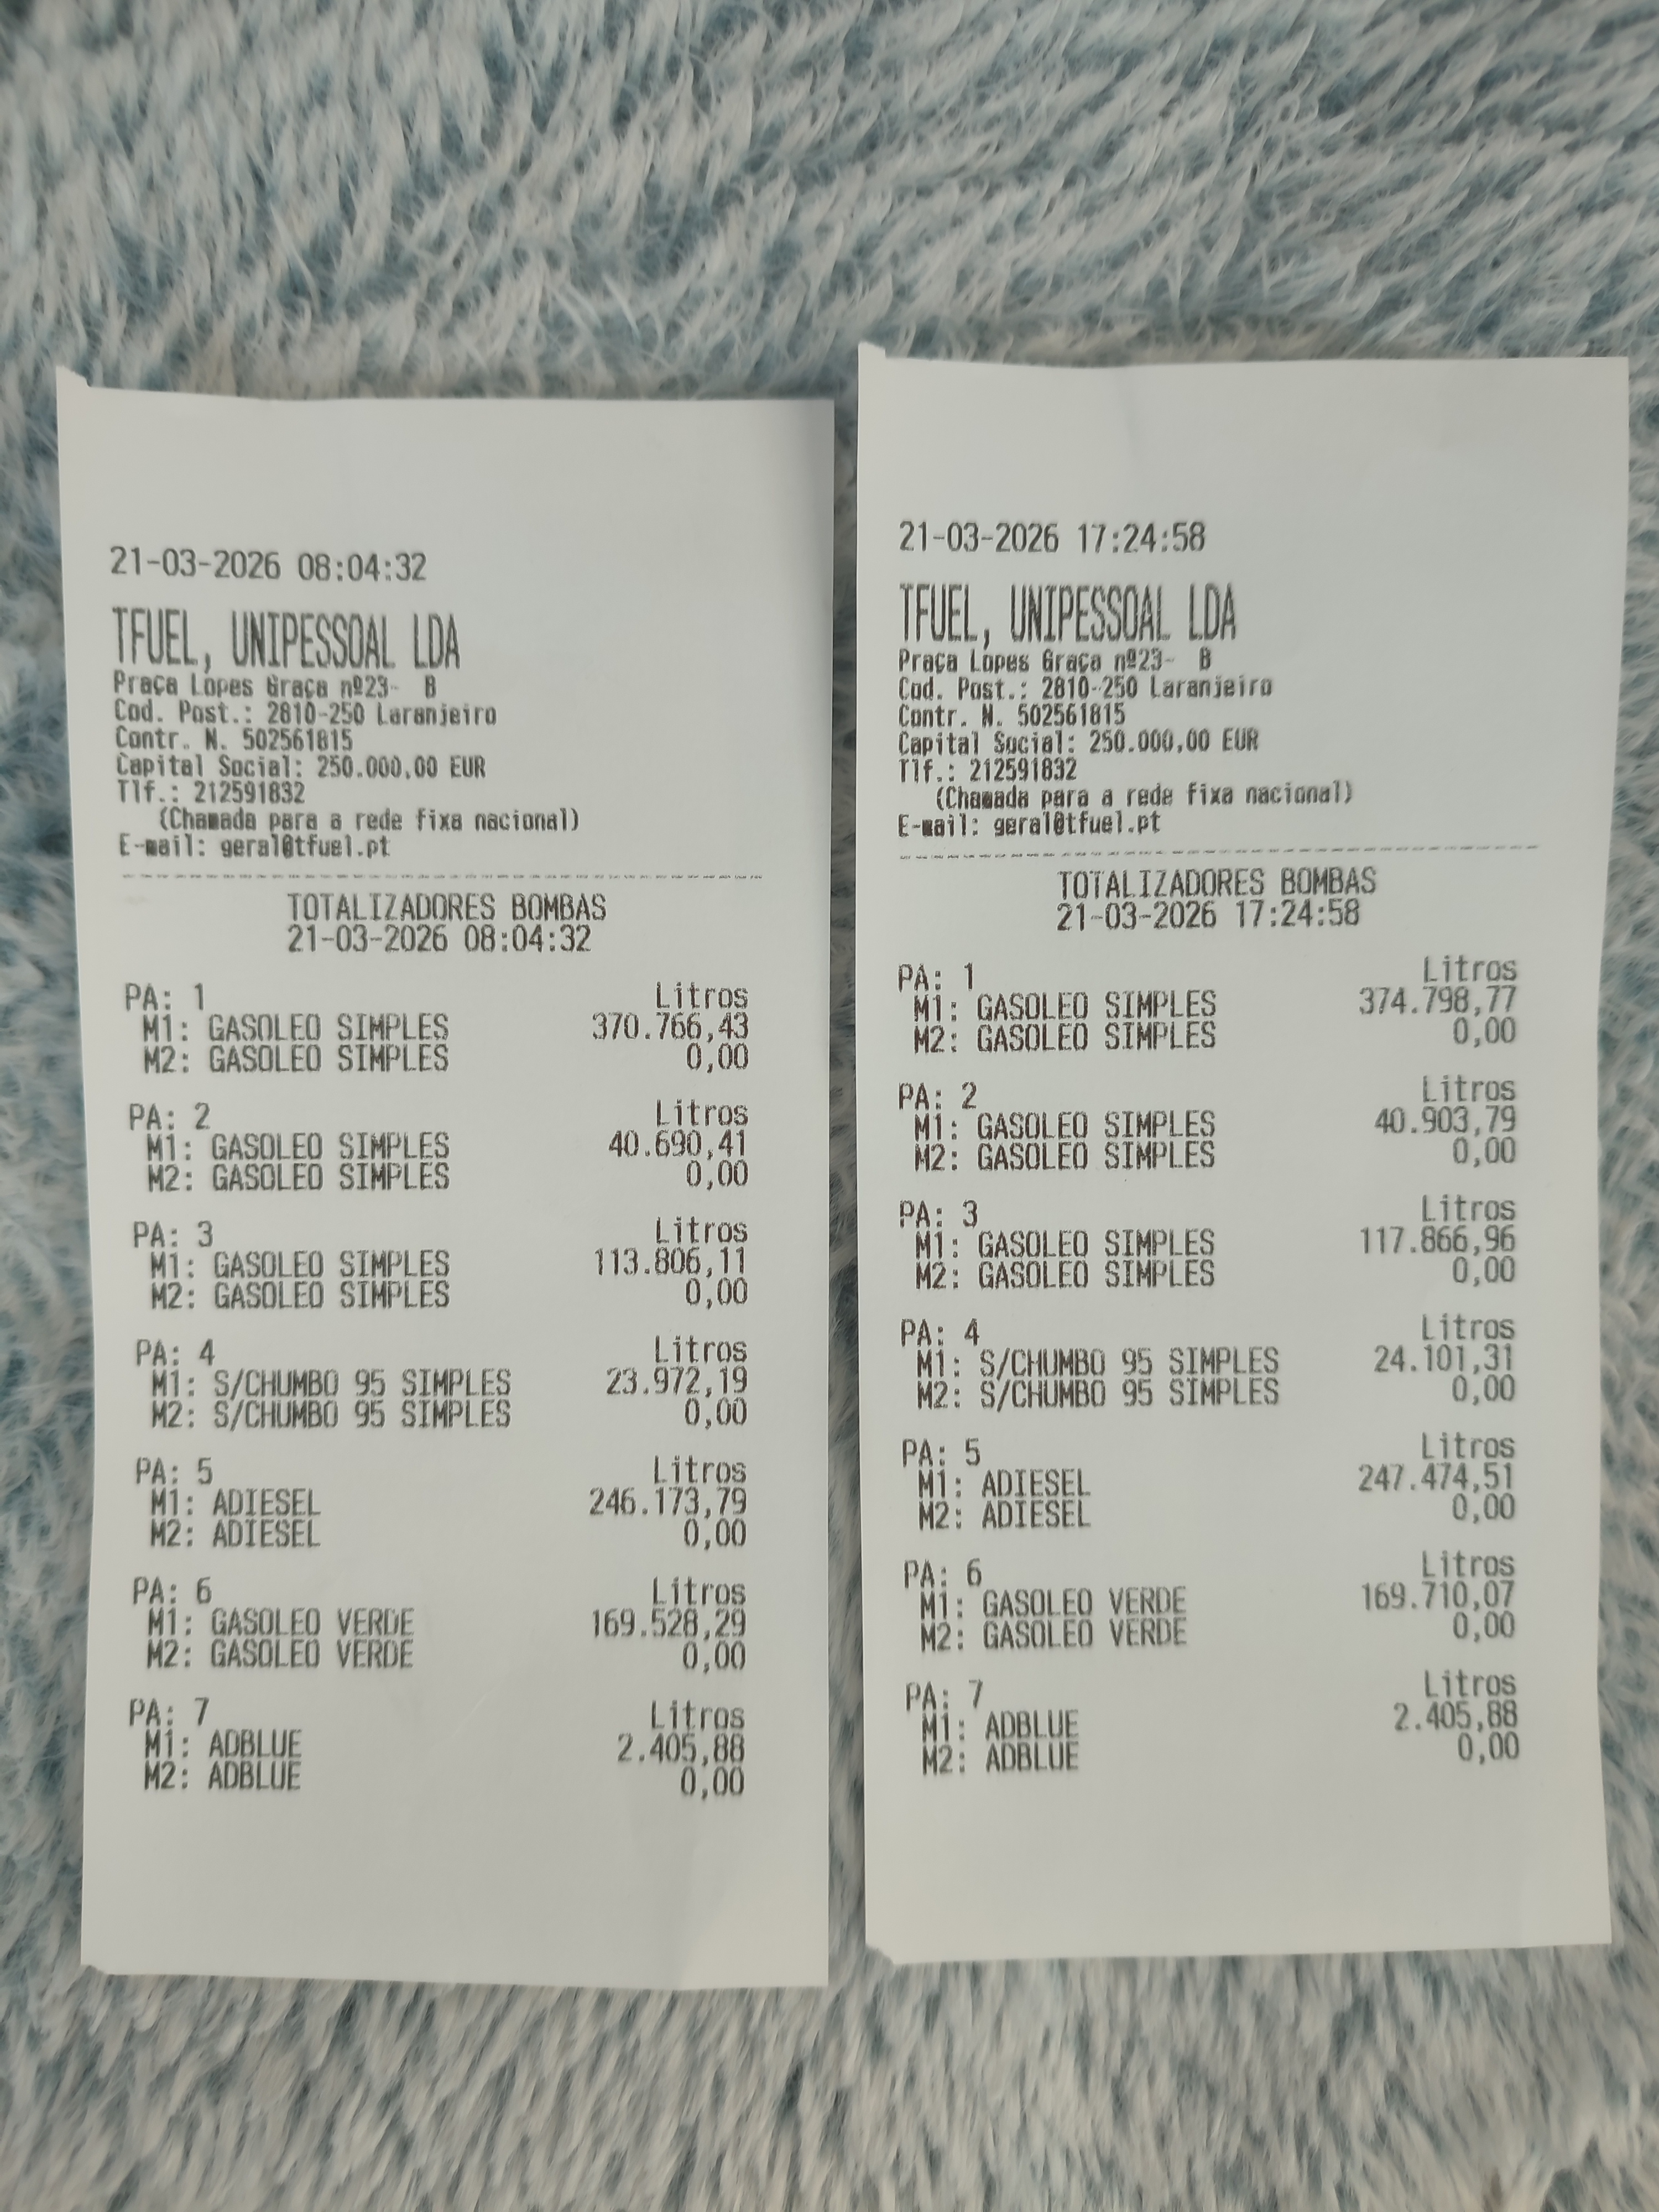 21-03-2026 08:04:32
TFUEL, UNIPESSOAL LDA
Praça Lopes Graça nº23-  B
Cod. Post.: 2810-250 Laranjeiro
Contr. N. 502561815
Capital Social: 250.000,00 EUR
Tlf.: 212591832
(Chamada para a rede fixa nacional)
E-mail: geral@tfuel.pt
TOTALIZADORES BOMBAS
21-03-2026 08:04:32
PA: 1 Litros
M1: GASOLEO SIMPLES 370.766,43
M2: GASOLEO SIMPLES 0,00
PA: 2 Litros
M1: GASOLEO SIMPLES 40.690,41
M2: GASOLEO SIMPLES 0,00
PA: 3 Litros
M1: GASOLEO SIMPLES 113.806,11
M2: GASOLEO SIMPLES 0,00
PA: 4 Litros
M1: S/CHUMBO 95 SIMPLES 23.972,19
M2: S/CHUMBO 95 SIMPLES 0,00
PA: 5 Litros
M1: ADIESEL 246.173,79
M2: ADIESEL 0,00
PA: 6 Litros
M1: GASOLEO VERDE 169.528,29
M2: GASOLEO VERDE 0,00
PA: 7 Litros
M1: ADBLUE 2.405,88
M2: ADBLUE 0,00
21-03-2026 17:24:58
TFUEL, UNIPESSOAL LDA
Praça Lopes Graça nº23-  B
Cod. Post.: 2810-250 Laranjeiro
Contr. N. 502561815
Capital Social: 250.000,00 EUR
Tlf.: 212591832
(Chamada para a rede fixa nacional)
E-mail: geral@tfuel.pt
TOTALIZADORES BOMBAS
21-03-2026 17:24:58
PA: 1 Litros
M1: GASOLEO SIMPLES 374.798,77
M2: GASOLEO SIMPLES 0,00
PA: 2 Litros
M1: GASOLEO SIMPLES 40.903,79
M2: GASOLEO SIMPLES 0,00
PA: 3 Litros
M1: GASOLEO SIMPLES 117.866,96
M2: GASOLEO SIMPLES 0,00
PA: 4 Litros
M1: S/CHUMBO 95 SIMPLES 24.101,31
M2: S/CHUMBO 95 SIMPLES 0,00
PA: 5 Litros
M1: ADIESEL 247.474,51
M2: ADIESEL 0,00
PA: 6 Litros
M1: GASOLEO VERDE 169.710,07
M2: GASOLEO VERDE 0,00
PA: 7 Litros
M1: ADBLUE 2.405,88
M2: ADBLUE 0,00